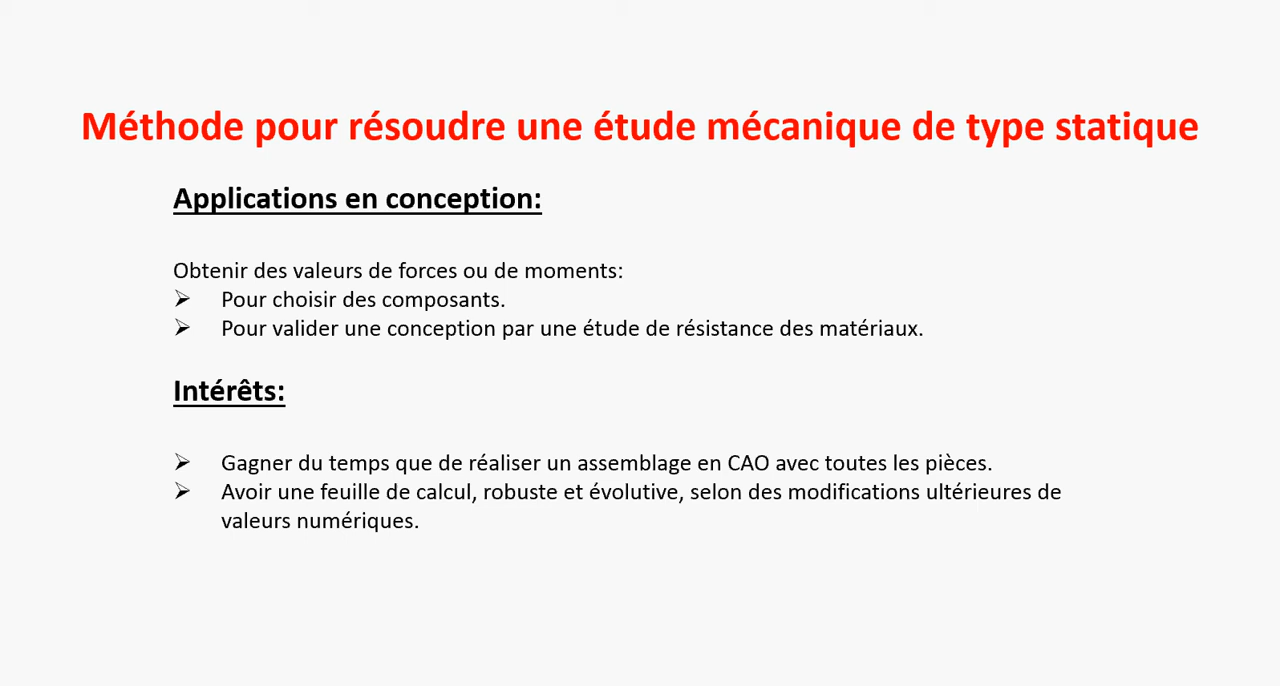 Méthode pour résoudre une étude mécanique de type statique
Applications en conception:
Obtenir des valeurs de forces ou de moments:
➢ Pour choisir des composants.
➢ Pour valider une conception par une étude de résistance des matériaux.
Intérêts:
➢ Gagner du temps que de réaliser un assemblage en CAO avec toutes les pièces.
➢ Avoir une feuille de calcul, robuste et évolutive, selon des modifications ultérieures de
valeurs numériques.